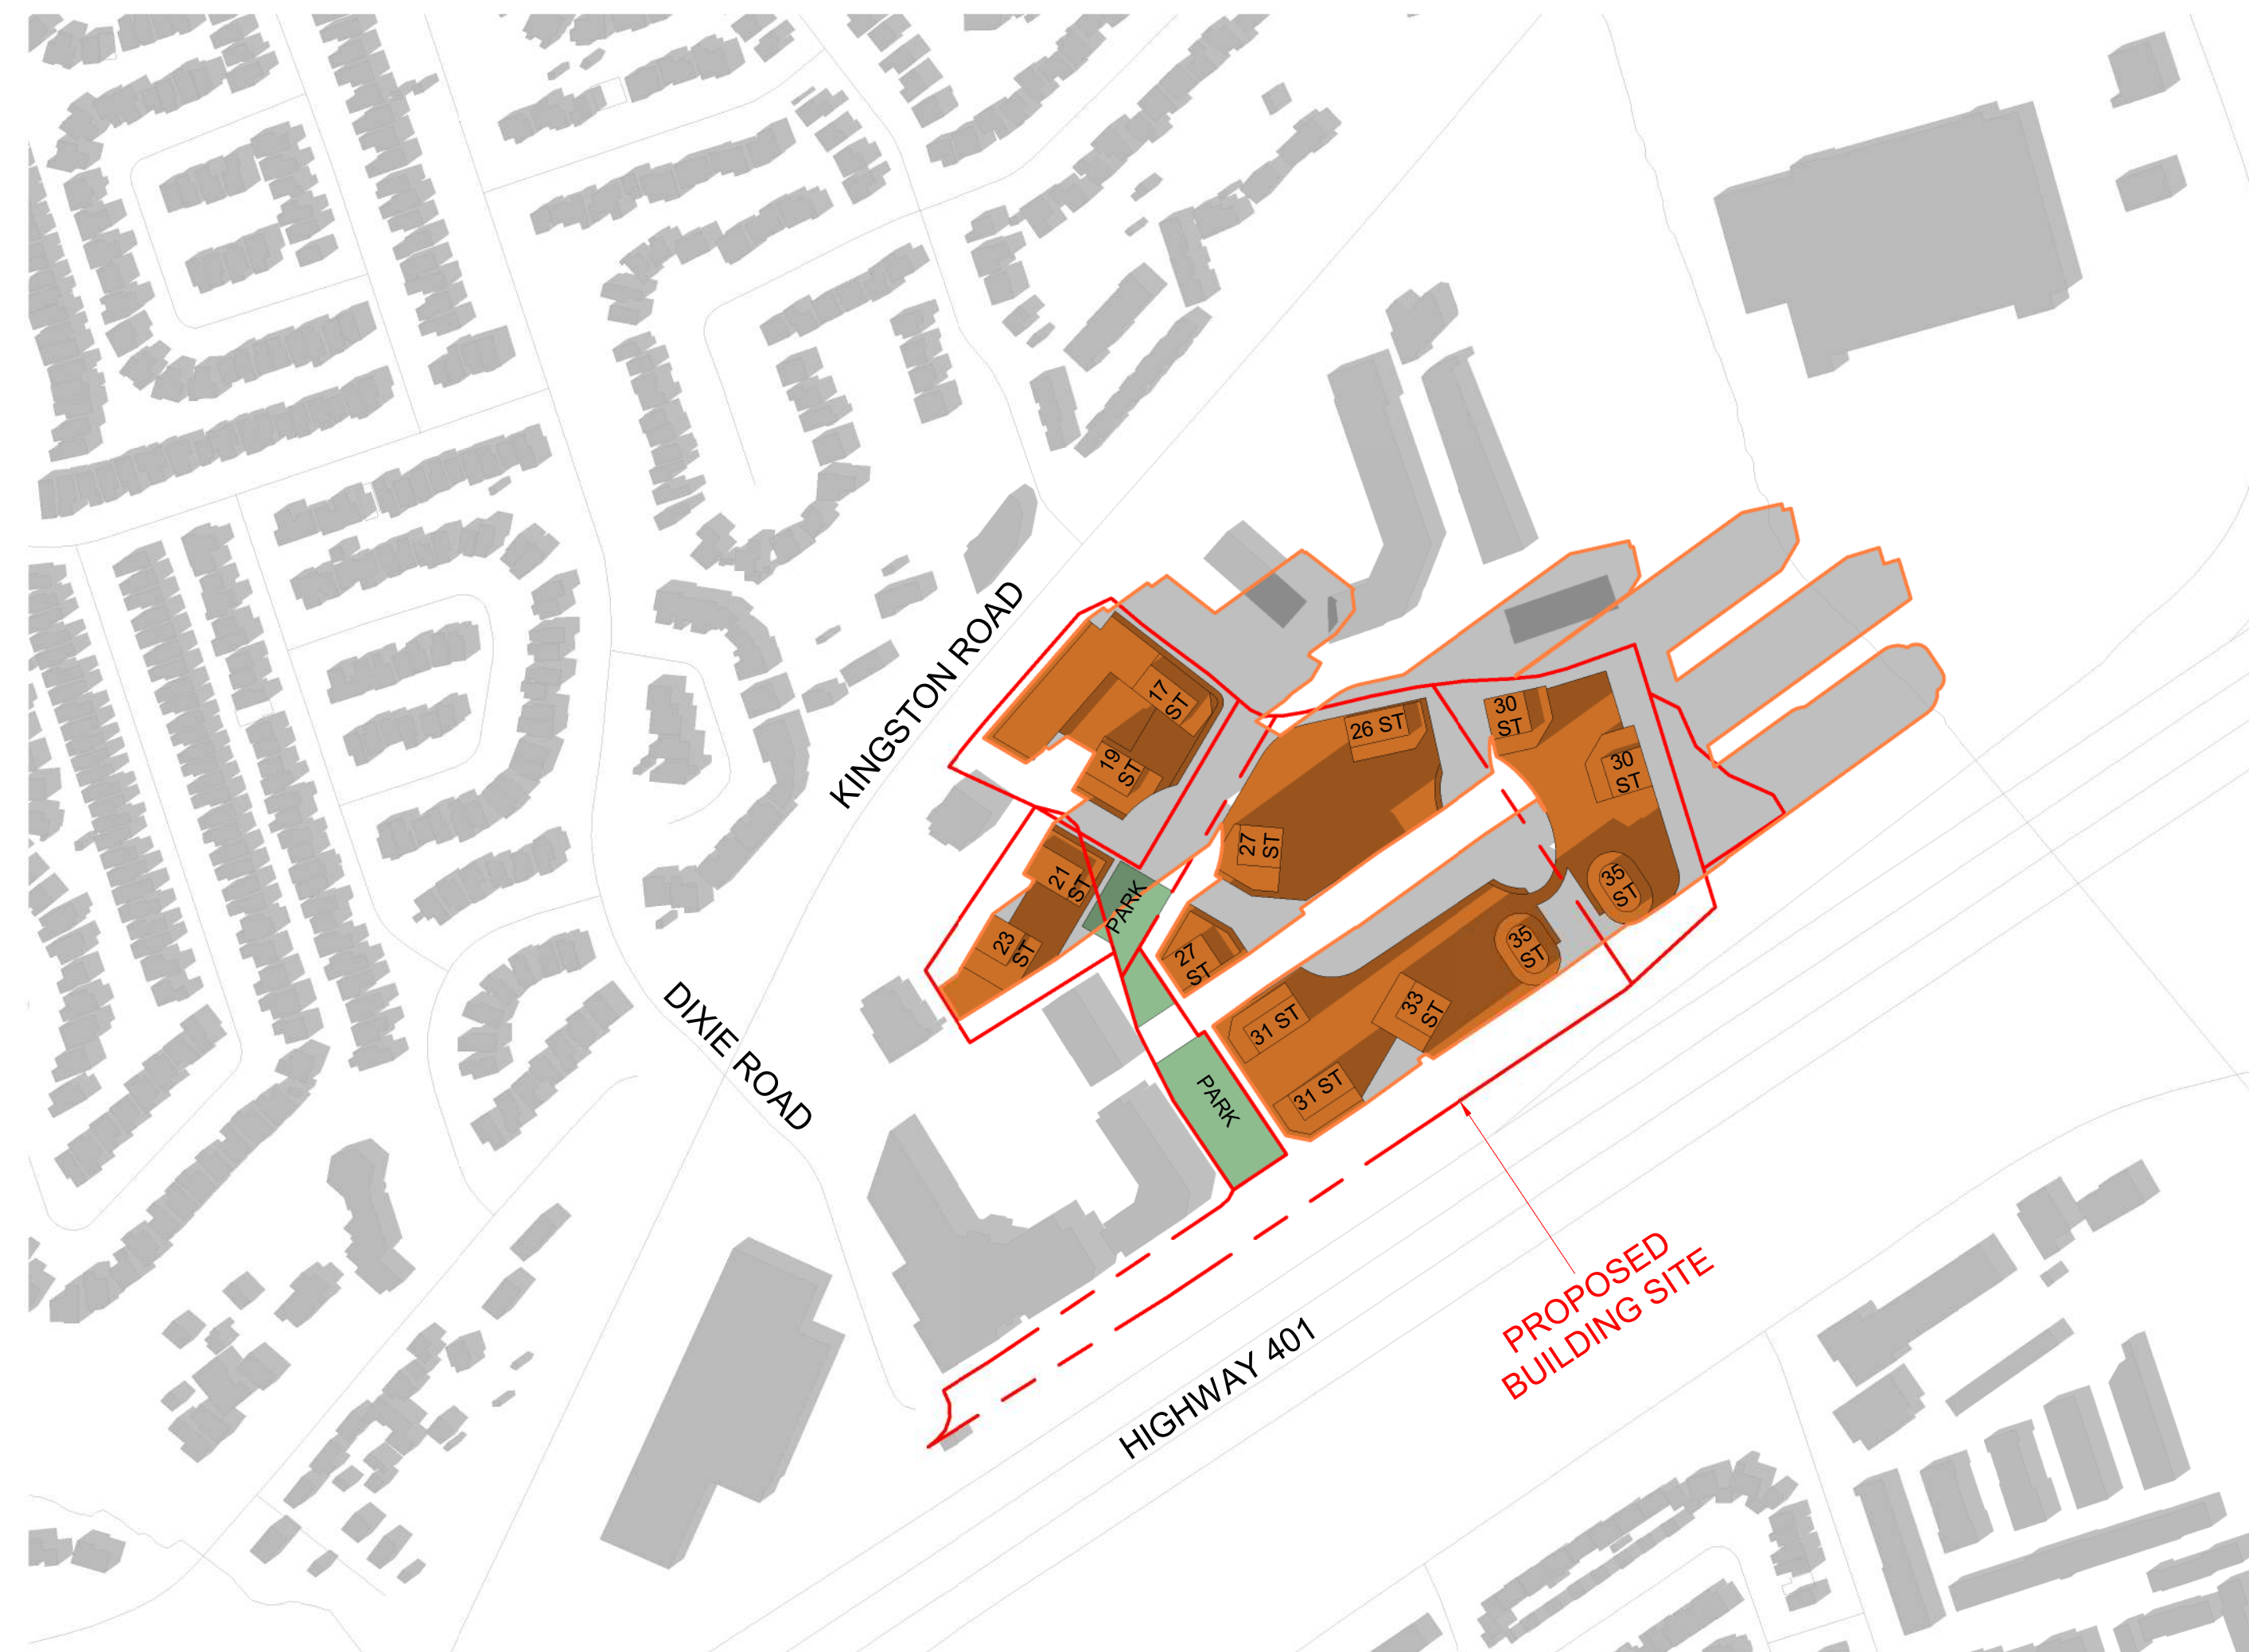 KINGSTON ROAD
17
ST
19
ST
26 ST
30
ST
30
ST
27
ST
21
ST
PARK
35
ST
23
ST
27
ST
35
ST
31 ST
33
ST
31 ST
PARK
DIXIE ROAD
PROPOSED
BUILDING SITE
HIGHWAY 401